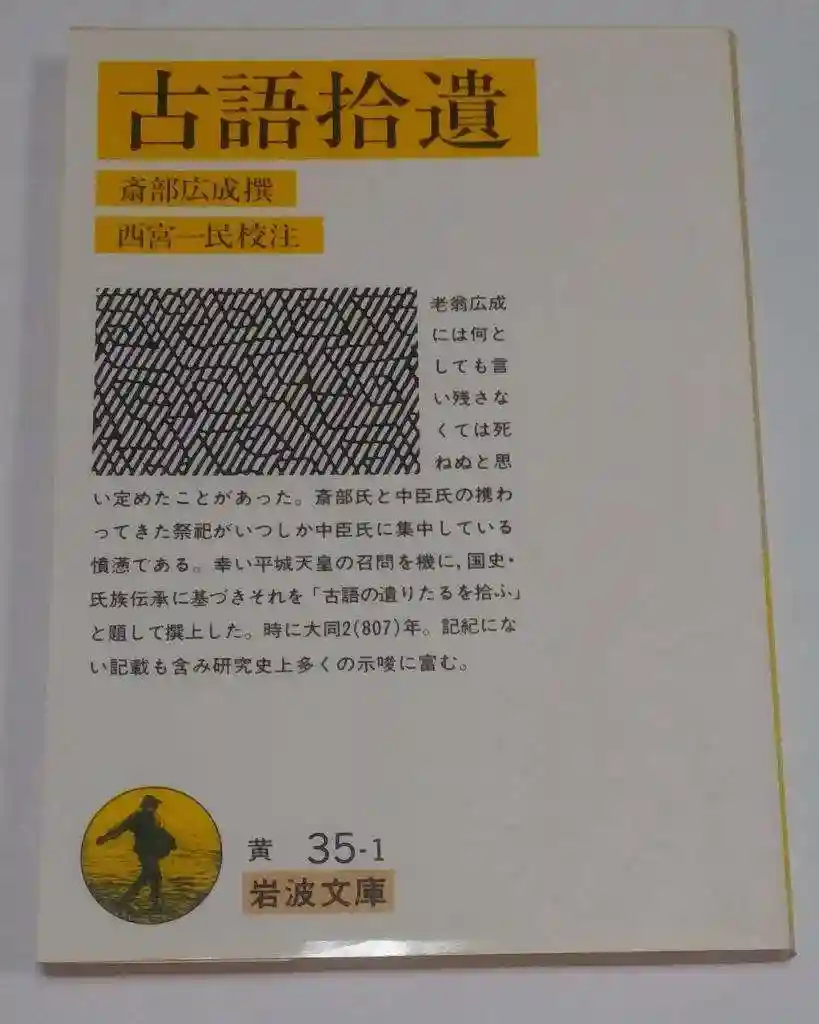 古語拾遺
斎部広成撰
西宮一民校注
老翁広成
には何と
しても言
い残さな
くては死
ねぬと思
い定めたことがあった。斎部氏と中臣氏の携わ
ってきた祭祀がいつしか中臣氏に集中している
憤懣である。幸い平城天皇の召問を機に,国史・
氏族伝承に基づきそれを「古語の遺りたるを拾ふ」
と題して撰上した。時に大同2(807)年。記紀にな
い記載も含み研究史上多くの示唆に富む。
黄 35-1
岩波文庫